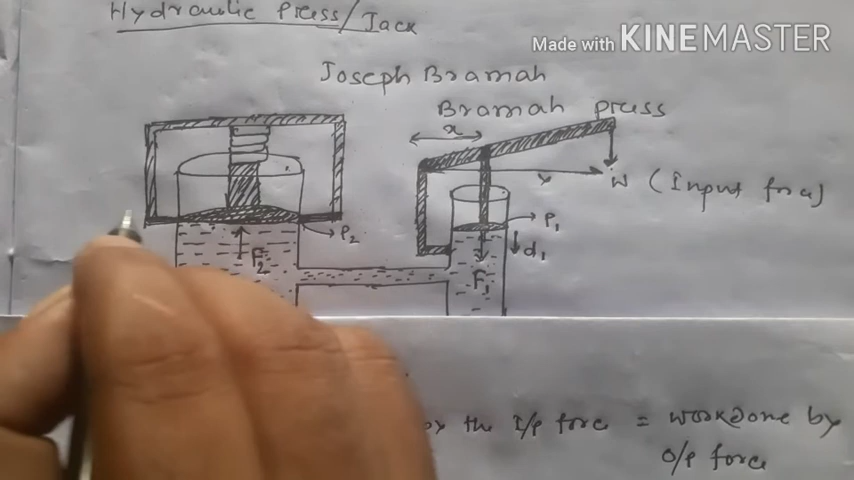 Hydraulic Press/Jack
Made with KINEMASTER
Joseph Bramah
Bramah press
x
y
W (Input force)
P1
P2
d1
F2
F1
by the I/p force = workdone by
O/p force